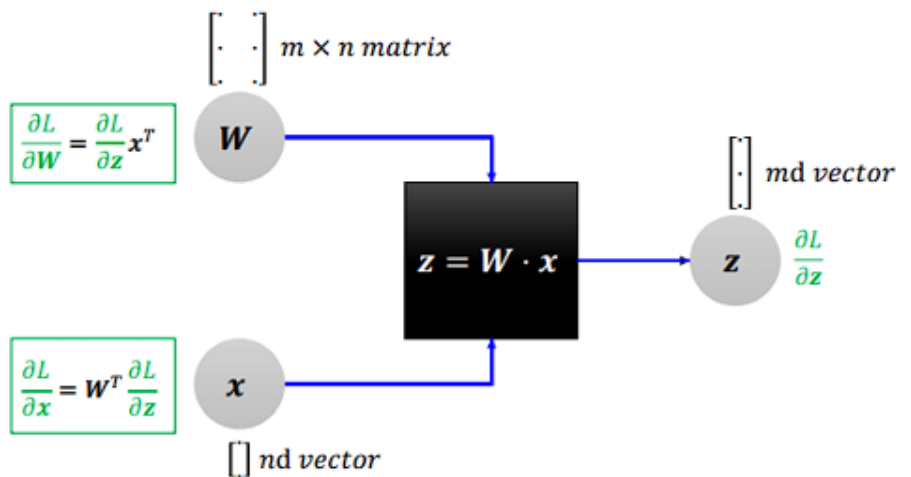 [∙ ∙] m × n matrix
∂L/∂W = ∂L/∂z x^T
W
[∙] md vector
z = W · x
z
∂L/∂z
∂L/∂x = W^T ∂L/∂z
x
[] nd vector